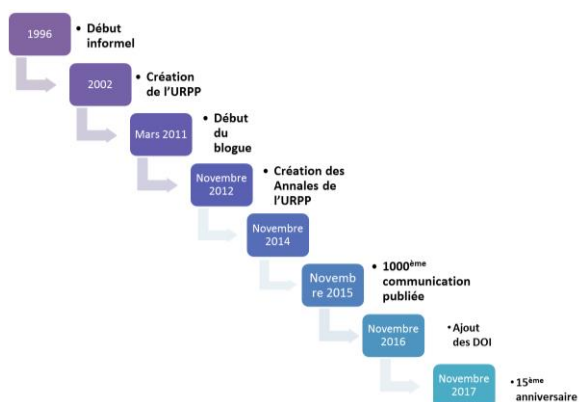 1996
• Début
informel
2002
• Création
de l'URPP
Mars 2011
• Début
du
blogue
Novembre
2012
• Création des
Annales de
l'URPP
Novembre
2014
Novemb
re 2015
• 1000ème
communication
publiée
Novembre
2016
• Ajout
des DOI
Novembre
2017
• 15ème
anniversaire